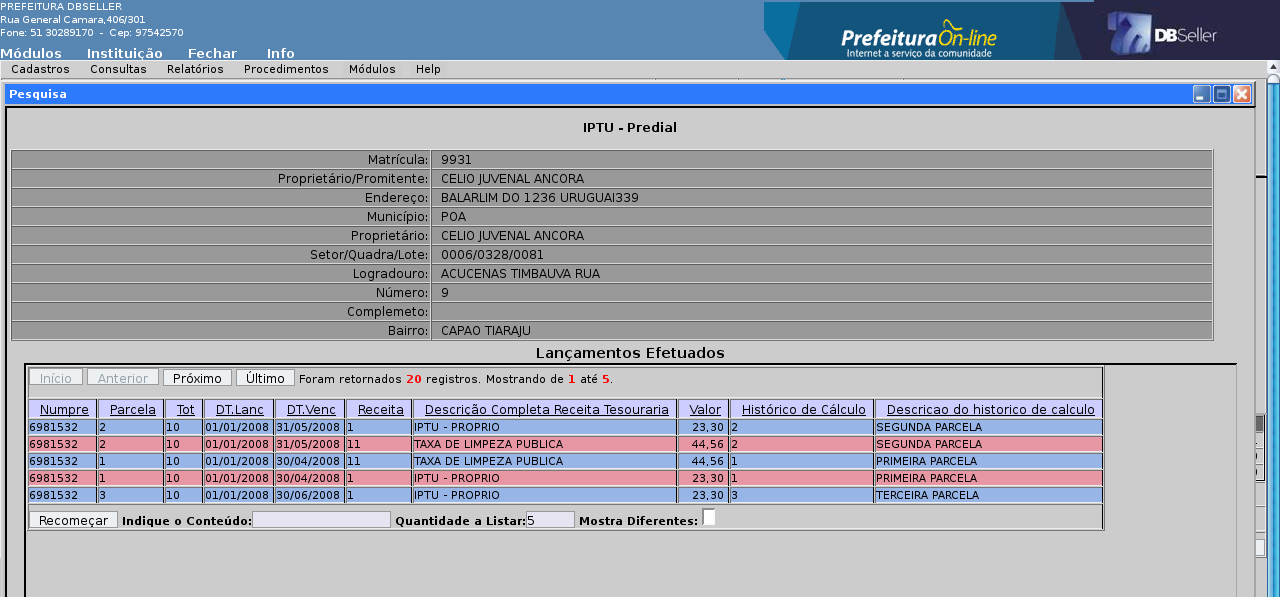 PREFEITURA DBSELLER
Rua General Camara,406/301
Fone: 51 30289170 - Cep: 97542570
Prefeitura On-line
Internet a serviço da comunidade
DBSeller
Módulos Instituição Fechar Info
Cadastros Consultas Relatórios Procedimentos Módulos Help
Pesquisa
IPTU - Predial
Matrícula: 9931
Proprietário/Promitente: CELIO JUVENAL ANCORA
Endereço: BALARLIM DO 1236 URUGUAI339
Município: POA
Proprietário: CELIO JUVENAL ANCORA
Setor/Quadra/Lote: 0006/0328/0081
Logradouro: ACUCENAS TIMBAUVA RUA
Número: 9
Complemeto:
Bairro: CAPAO TIARAJU
Lançamentos Efetuados
Início Anterior Próximo Último Foram retornados 20 registros. Mostrando de 1 até 5.
Numpre Parcela Tot DT.Lanc DT.Venc Receita Descrição Completa Receita Tesouraria Valor Histórico de Cálculo Descricao do historico de calculo
6981532 2 10 01/01/2008 31/05/2008 1 IPTU - PROPRIO 23,30 2 SEGUNDA PARCELA
6981532 2 10 01/01/2008 31/05/2008 11 TAXA DE LIMPEZA PUBLICA 44,56 2 SEGUNDA PARCELA
6981532 1 10 01/01/2008 30/04/2008 11 TAXA DE LIMPEZA PUBLICA 44,56 1 PRIMEIRA PARCELA
6981532 1 10 01/01/2008 30/04/2008 1 IPTU - PROPRIO 23,30 1 PRIMEIRA PARCELA
6981532 3 10 01/01/2008 30/06/2008 1 IPTU - PROPRIO 23,30 3 TERCEIRA PARCELA
Recomeçar Indique o Conteúdo: Quantidade a Listar: 5 Mostra Diferentes: